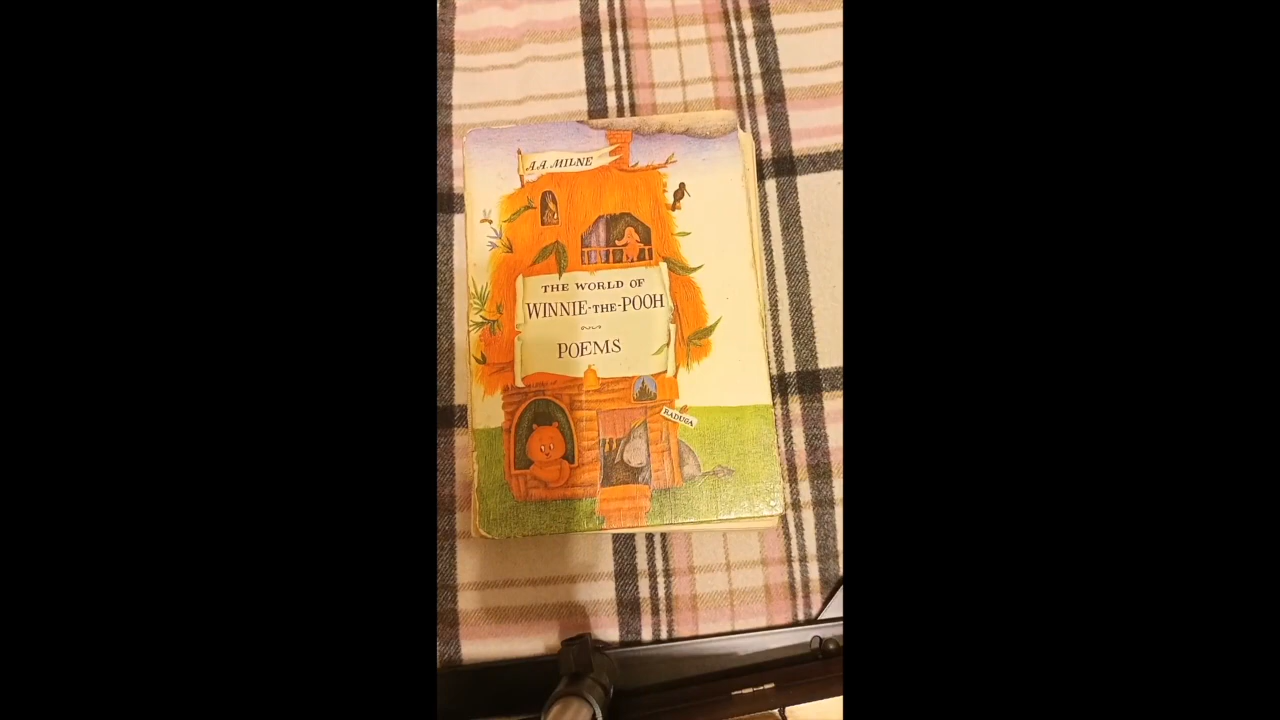 A.A. MILNE
THE WORLD OF
WINNIE-THE-POOH
POEMS
RADUGA